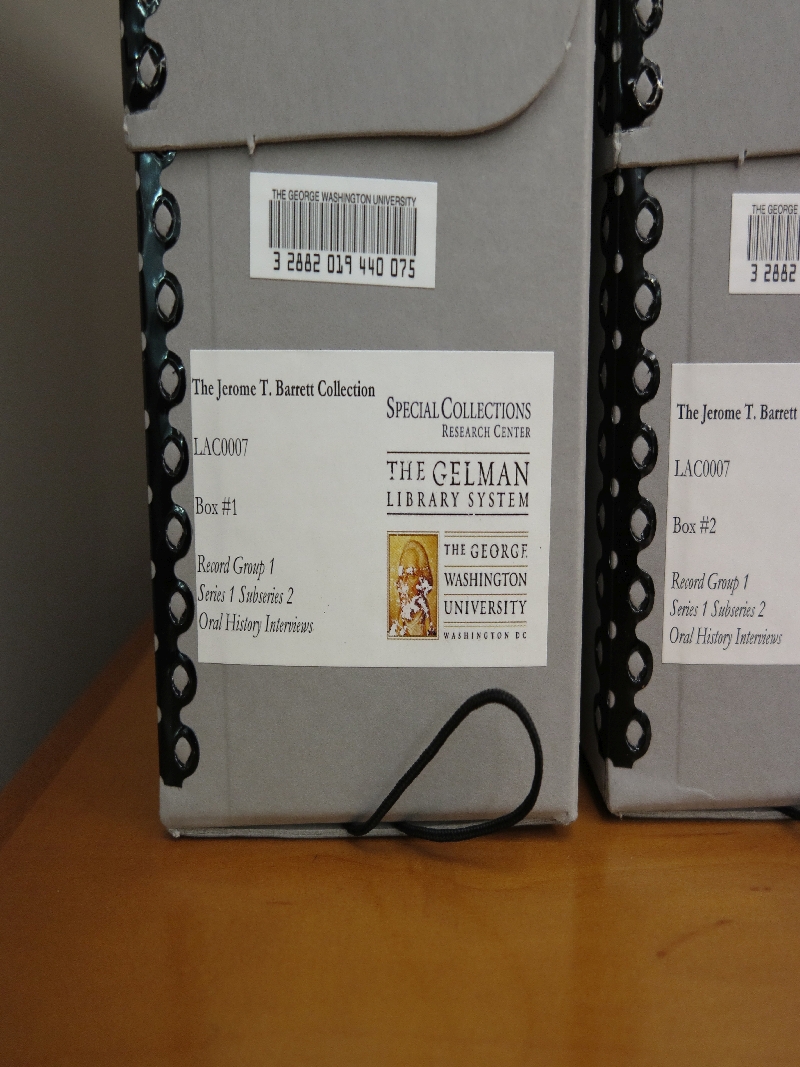 THE GEORGE WASHINGTON UNIVERSITY
3 2882 019 440 075
The Jerome T. Barrett Collection
LAC0007
Box #1
Record Group 1
Series 1 Subseries 2
Oral History Interviews
SPECIAL COLLECTIONS
RESEARCH CENTER
THE GELMAN
LIBRARY SYSTEM
THE GEORGE
WASHINGTON
UNIVERSITY
WASHINGTON DC
THE GEORGE
3 2882
The Jerome T. Barrett
LAC0007
Box #2
Record Group 1
Series 1 Subseries 2
Oral History Interviews